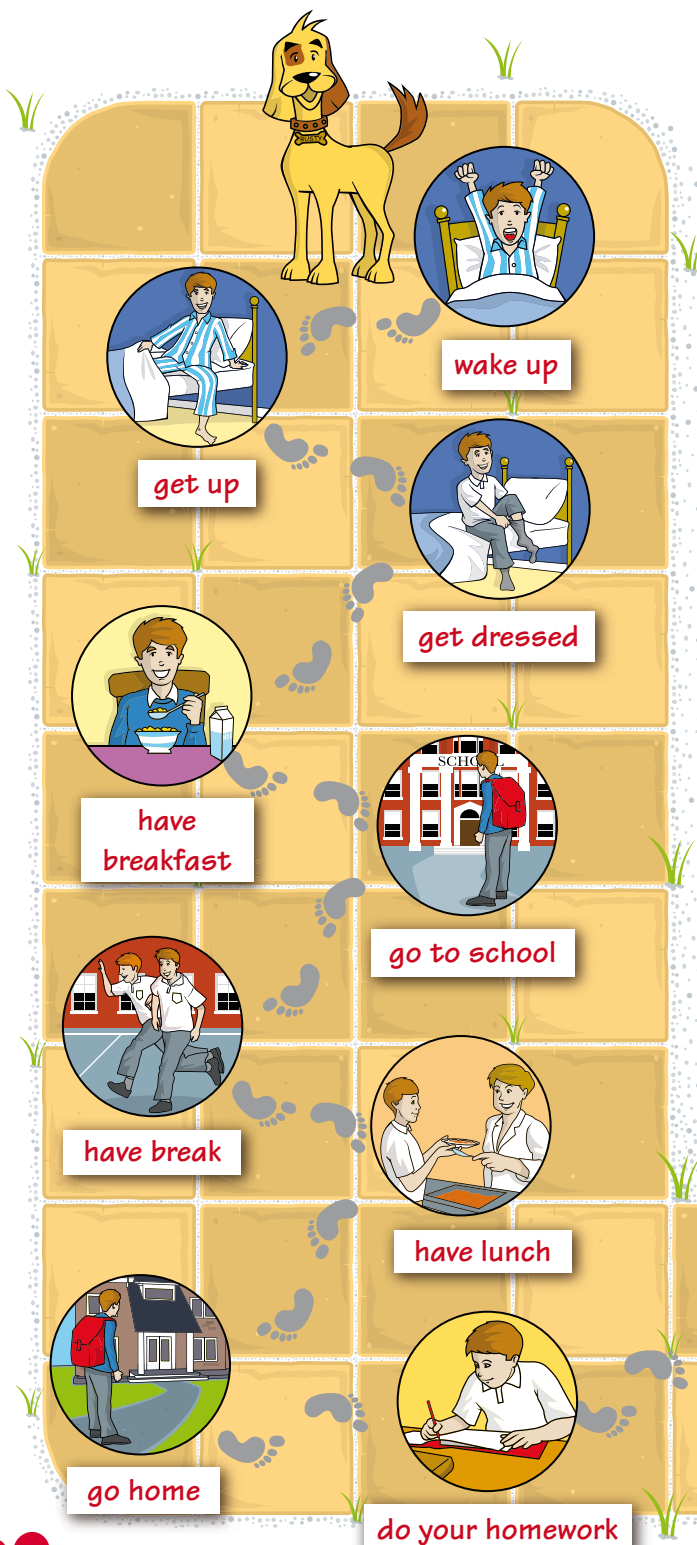 RUSTY
wake up
get up
get dressed
have
breakfast
SCHO
go to school
have break
have lunch
go home
do your homework